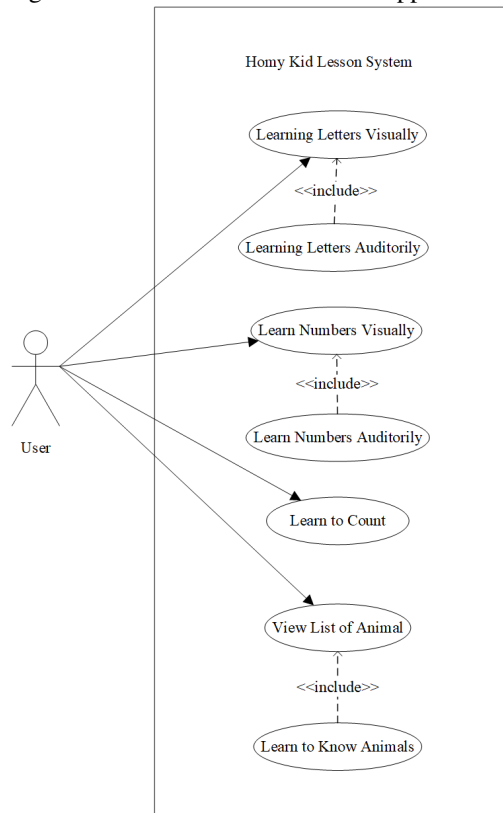 Homy Kid Lesson System
Learning Letters Visually
<<include>>
Learning Letters Auditorily
Learn Numbers Visually
<<include>>
Learn Numbers Auditorily
User
Learn to Count
View List of Animal
<<include>>
Learn to Know Animals